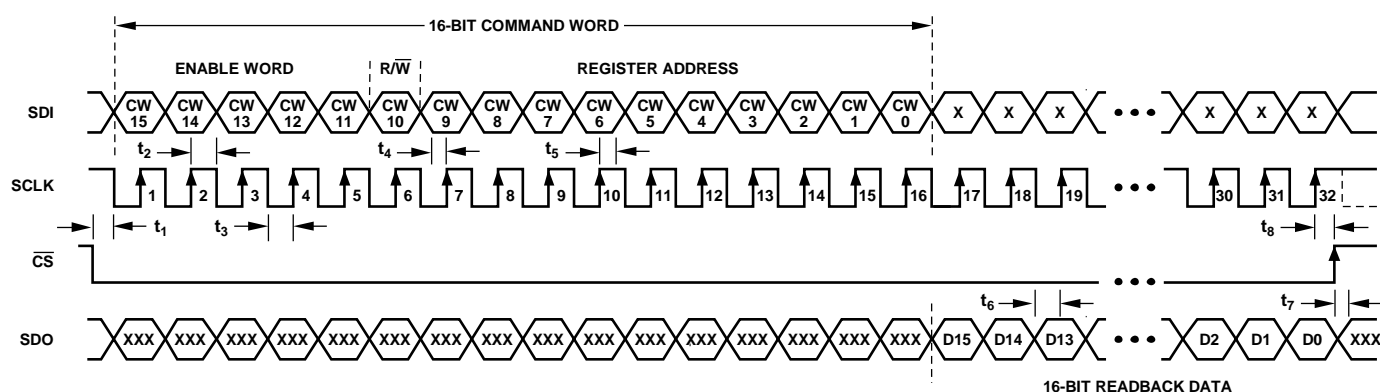 16-BIT COMMAND WORD
ENABLE WORD R/W̅ REGISTER ADDRESS
SDI CW 15 CW 14 CW 13 CW 12 CW 11 CW 10 CW 9 CW 8 CW 7 CW 6 CW 5 CW 4 CW 3 CW 2 CW 1 CW 0 X X X ••• X X X
t2 t4 t5
SCLK 1 2 3 4 5 6 7 8 9 10 11 12 13 14 15 16 17 18 19 ••• 30 31 32
t1 t3 t8
C̅S̅ •••
t6 t7
SDO XXX XXX XXX XXX XXX XXX XXX XXX XXX XXX XXX XXX XXX XXX XXX XXX D15 D14 D13 ••• D2 D1 D0 XXX
16-BIT READBACK DATA